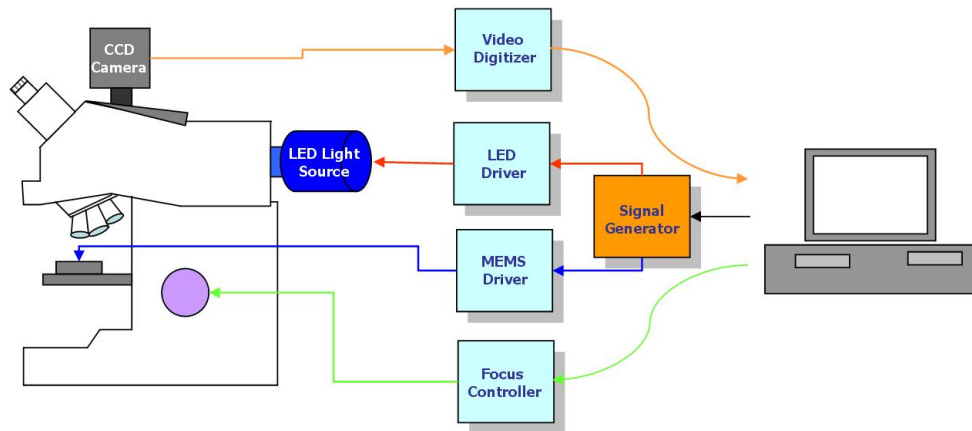 CCD
Camera
Video
Digitizer
LED Light
Source
LED
Driver
Signal
Generator
MEMS
Driver
Focus
Controller